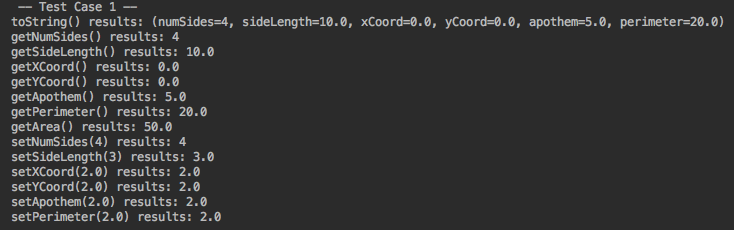 —— Test Case 1 ——
toString() results: (numSides=4, sideLength=10.0, xCoord=0.0, yCoord=0.0, apothem=5.0, perimeter=20.0)
getNumSides() results: 4
getSideLength() results: 10.0
getXCoord() results: 0.0
getYCoord() results: 0.0
getApothem() results: 5.0
getPerimeter() results: 20.0
getArea() results: 50.0
setNumSides(4) results: 4
setSideLength(3) results: 3.0
setXCoord(2.0) results: 2.0
setYCoord(2.0) results: 2.0
setApothem(2.0) results: 2.0
setPerimeter(2.0) results: 2.0